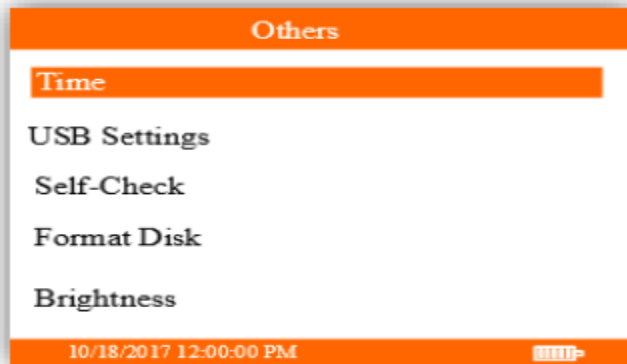 Others
Time
USB Settings
Self-Check
Format Disk
Brightness
10/18/2017 12:00:00 PM